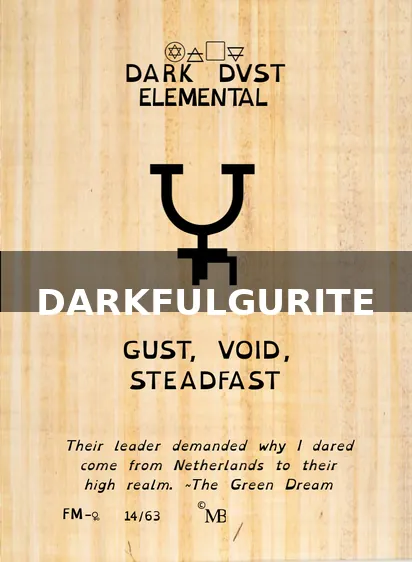 DARK DVST
ELEMENTAL
DARKFULGURITE
GUST, VOID,
STEADFAST
Their leader demanded why I dared
come from Netherlands to their
high realm. ~The Green Dream
FM-♀ 14/63 ©MB